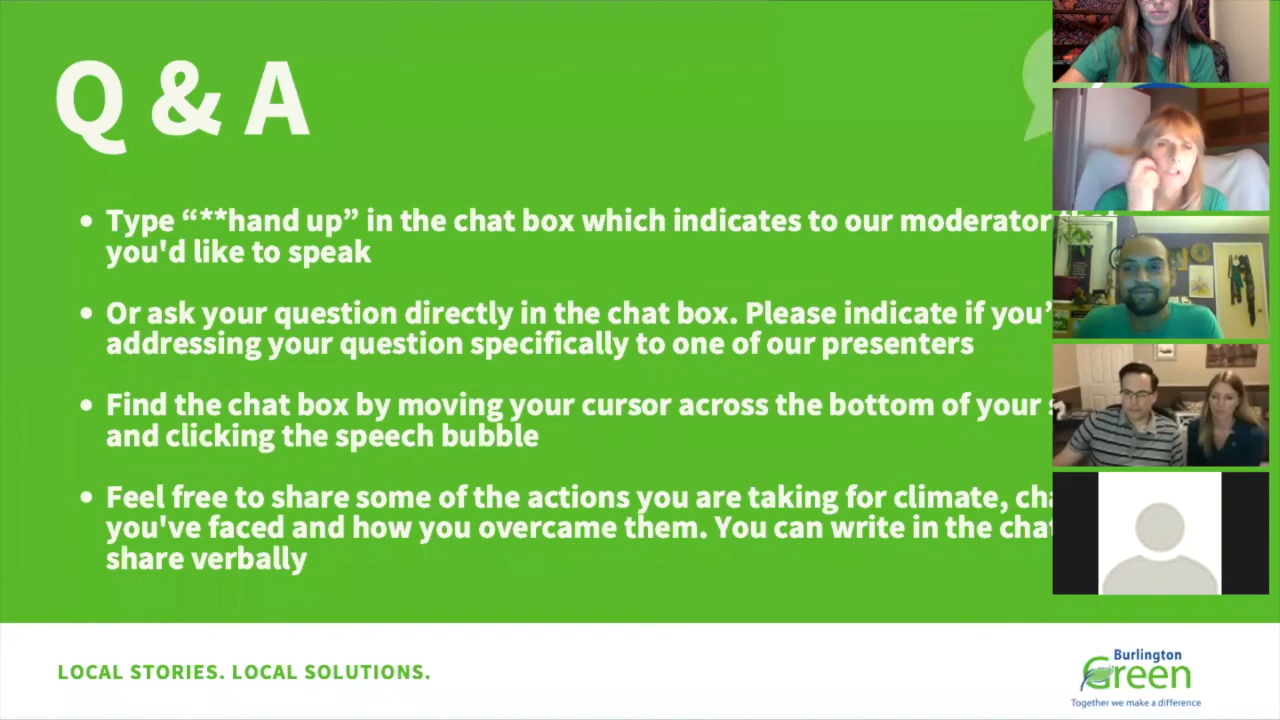 Q & A
• Type “**hand up” in the chat box which indicates to our moderator that
you'd like to speak
• Or ask your question directly in the chat box. Please indicate if you’
addressing your question specifically to one of our presenters
• Find the chat box by moving your cursor across the bottom of your
and clicking the speech bubble
• Feel free to share some of the actions you are taking for climate,
you've faced and how you overcame them. You can write in the chat
share verbally
LOCAL STORIES. LOCAL SOLUTIONS.
Burlington
Green
Together we make a difference